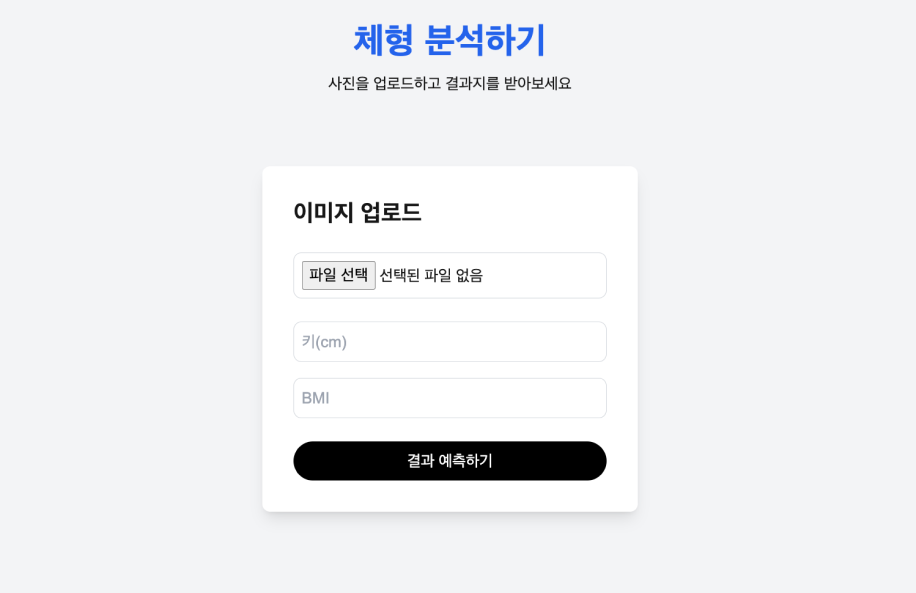 체형 분석하기
사진을 업로드하고 결과지를 받아보세요
이미지 업로드
파일 선택 선택된 파일 없음
키(cm)
BMI
결과 예측하기